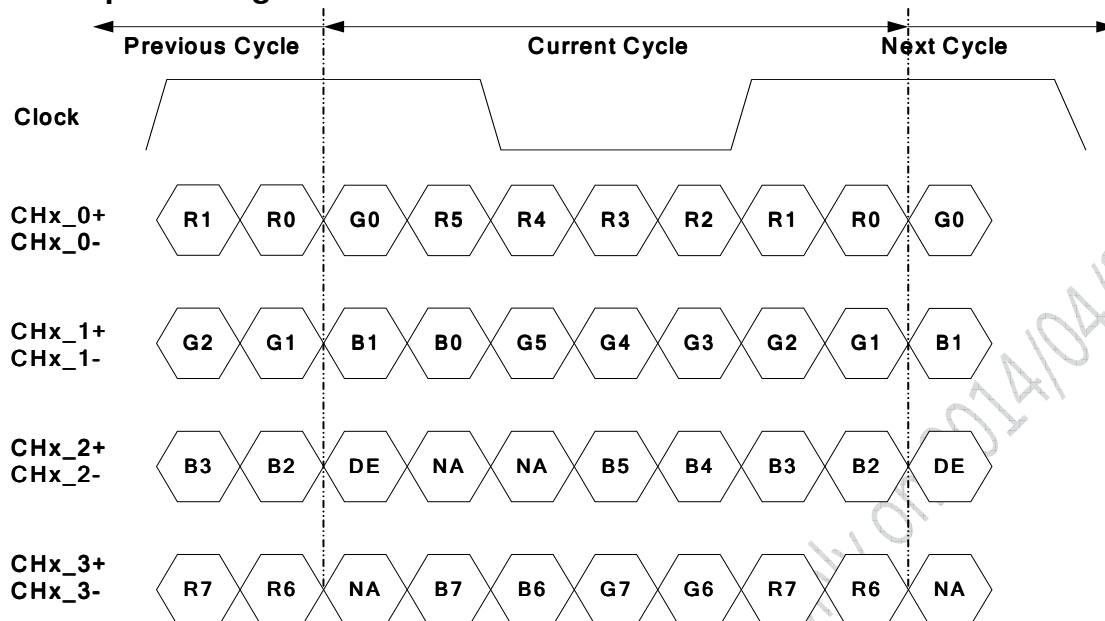 Previous Cycle Current Cycle Next Cycle
Clock
CHx_0+
CHx_0-
R1 R0 G0 R5 R4 R3 R2 R1 R0 G0
CHx_1+
CHx_1-
G2 G1 B1 B0 G5 G4 G3 G2 G1 B1
CHx_2+
CHx_2-
B3 B2 DE NA NA B5 B4 B3 B2 DE
CHx_3+
CHx_3-
R7 R6 NA B7 B6 G7 G6 R7 R6 NA